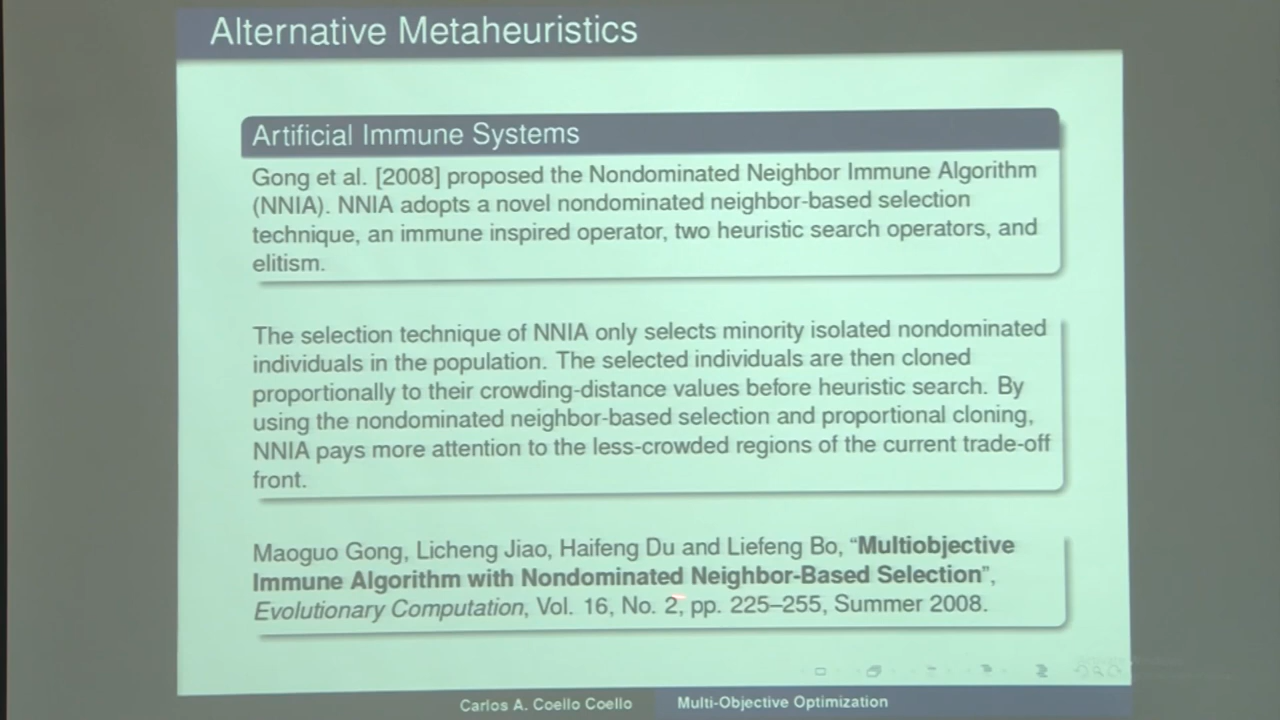 Alternative Metaheuristics
Artificial Immune Systems
Gong et al. [2008] proposed the Nondominated Neighbor Immune Algorithm
(NNIA). NNIA adopts a novel nondominated neighbor-based selection
technique, an immune inspired operator, two heuristic search operators, and
elitism.
The selection technique of NNIA only selects minority isolated nondominated
individuals in the population. The selected individuals are then cloned
proportionally to their crowding-distance values before heuristic search. By
using the nondominated neighbor-based selection and proportional cloning,
NNIA pays more attention to the less-crowded regions of the current trade-off
front.
Maoguo Gong, Licheng Jiao, Haifeng Du and Liefeng Bo, “Multiobjective
Immune Algorithm with Nondominated Neighbor-Based Selection”,
Evolutionary Computation, Vol. 16, No. 2, pp. 225–255, Summer 2008.
Carlos A. Coello Coello Multi-Objective Optimization